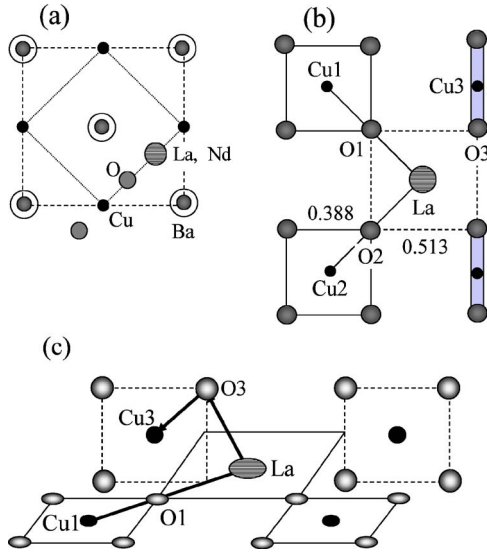 (a)
O
La, Nd
Cu
Ba
(b)
Cu1
Cu3
O1
O3
La
0.388
O2
0.513
Cu2
(c)
O3
Cu3
La
Cu1
O1